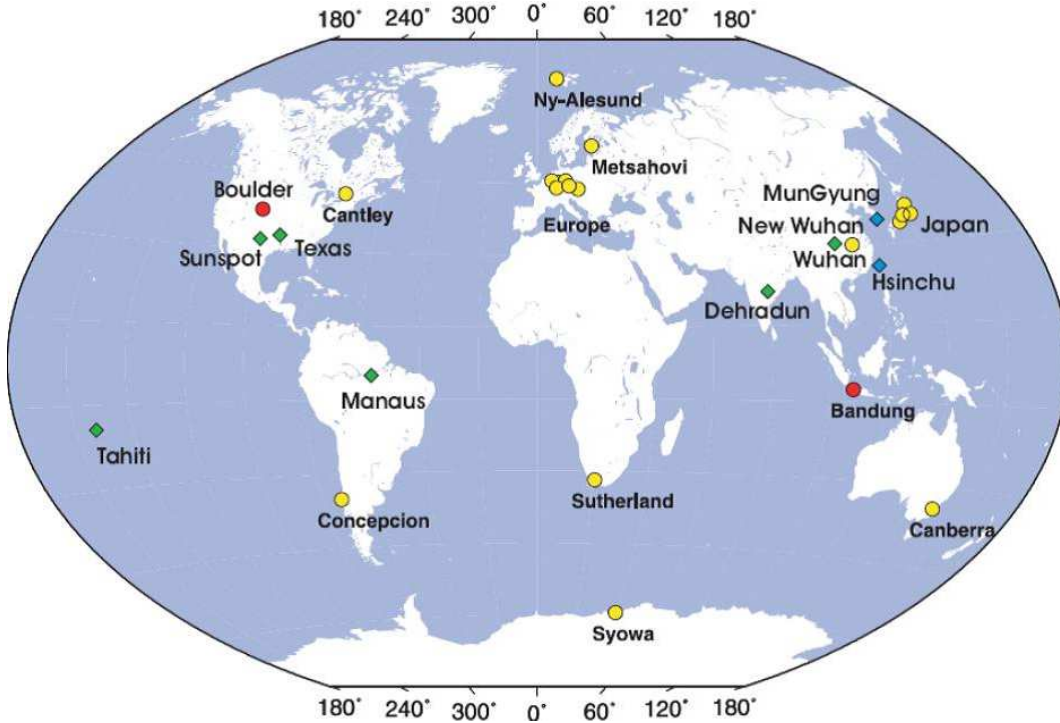 180° 240° 300° 0° 60° 120° 180°
Ny-Alesund
Metsahovi
Boulder
MunGyung
Cantley
Europe
New Wuhan
Japan
Sunspot
Texas
Wuhan
Hsinchu
Dehradun
Manaus
Bandung
Tahiti
Sutherland
Concepcion
Canberra
Syowa
180° 240° 300° 0° 60° 120° 180°